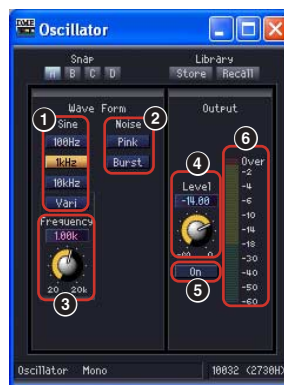 DME Oscillator
Snap Library
A B C D Store Recall
Wave Form Output
1 Sine Noise 2 6
100Hz Pink Over
1kHz Burst -2
10kHz 4 -4
Vari Level -6
Frequency -14.00 -10
1.00k -14
-18
-∞ 0 -30
On -40
20 20k 5 -50
3 -60
Oscillator Mono 10032 (2730H)